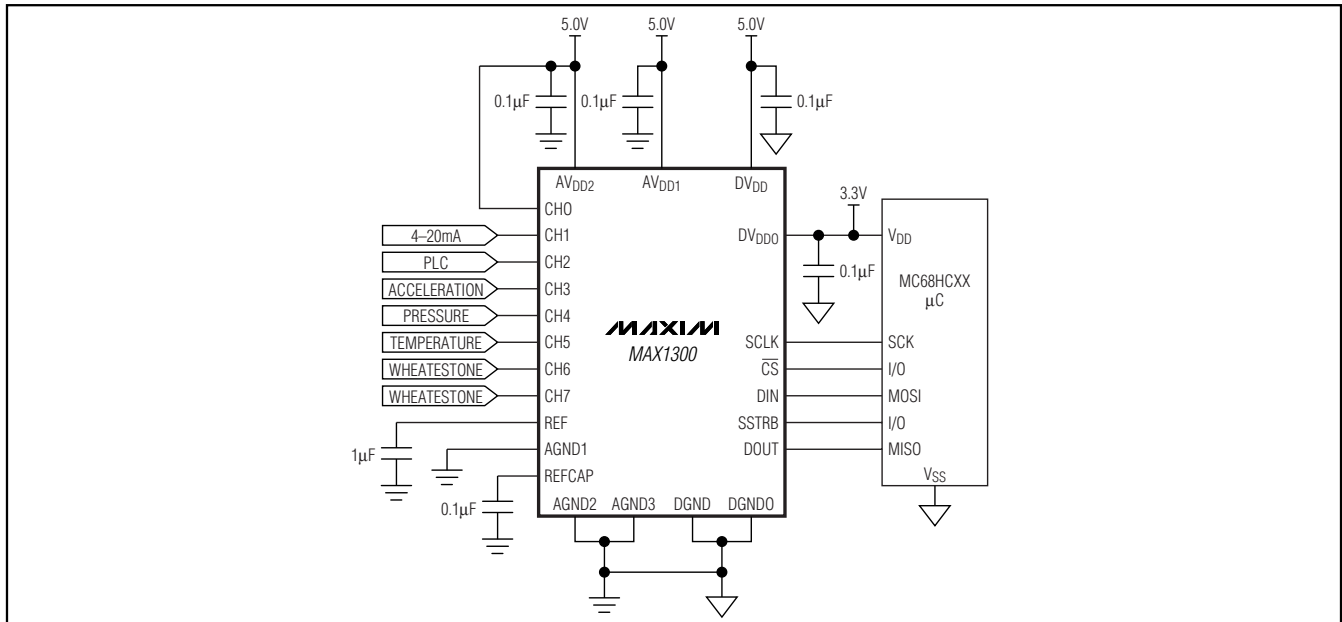 5.0V 5.0V 5.0V
0.1µF 0.1µF 0.1µF
AVDD2 AVDD1 DVDD
3.3V
CH0
4–20mA CH1 DVDDO VDD
PLC CH2
0.1µF
MC68HCXX
µC
ACCELERATION CH3
PRESSURE CH4
MAXIM
MAX1300
TEMPERATURE CH5 SCLK SCK
WHEATESTONE CH6 CS I/O
WHEATESTONE CH7 DIN MOSI
REF SSTRB I/O
1µF
AGND1 DOUT MISO
REFCAP VSS
0.1µF
AGND2 AGND3 DGND DGNDO